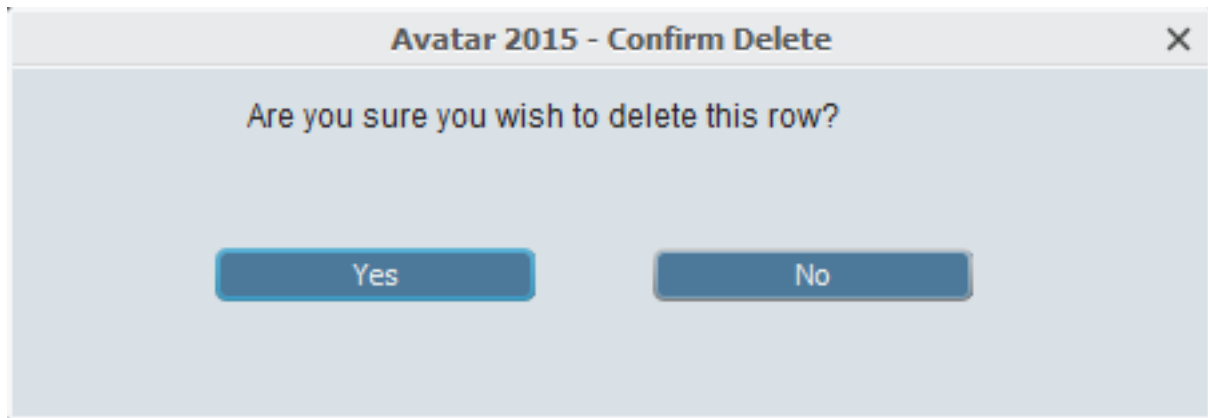 Avatar 2015 - Confirm Delete
Are you sure you wish to delete this row?
Yes No